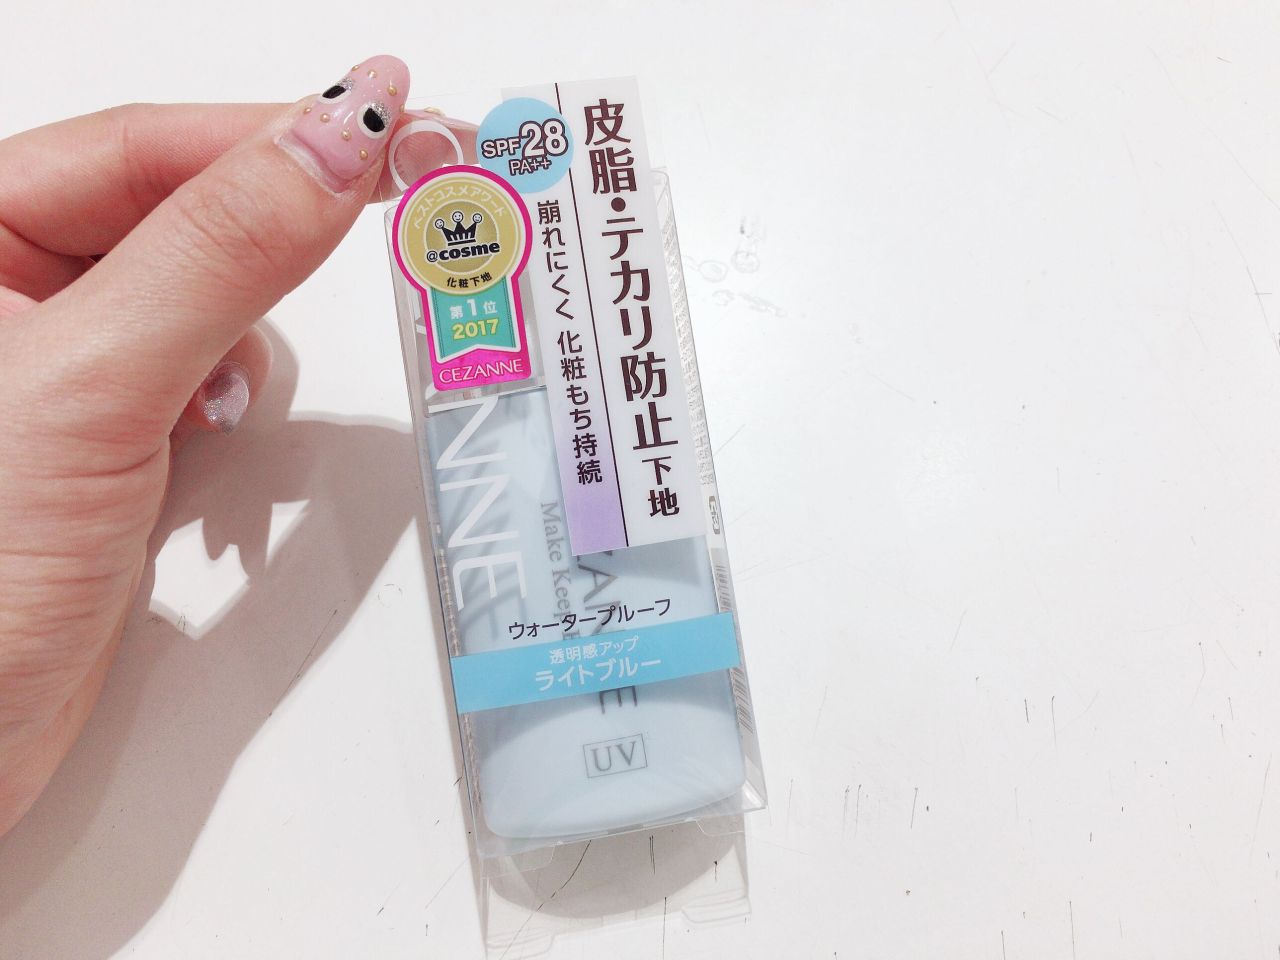 SPF28
PA++
皮脂・テカリ防止下地
崩れにくく 化粧もち持続
ベストコスメアワード
@cosme
化粧下地
第1位
2017
CEZANNE
NNE
Make Keep
ウォータープルーフ
透明感アップ
ライトブルー
UV